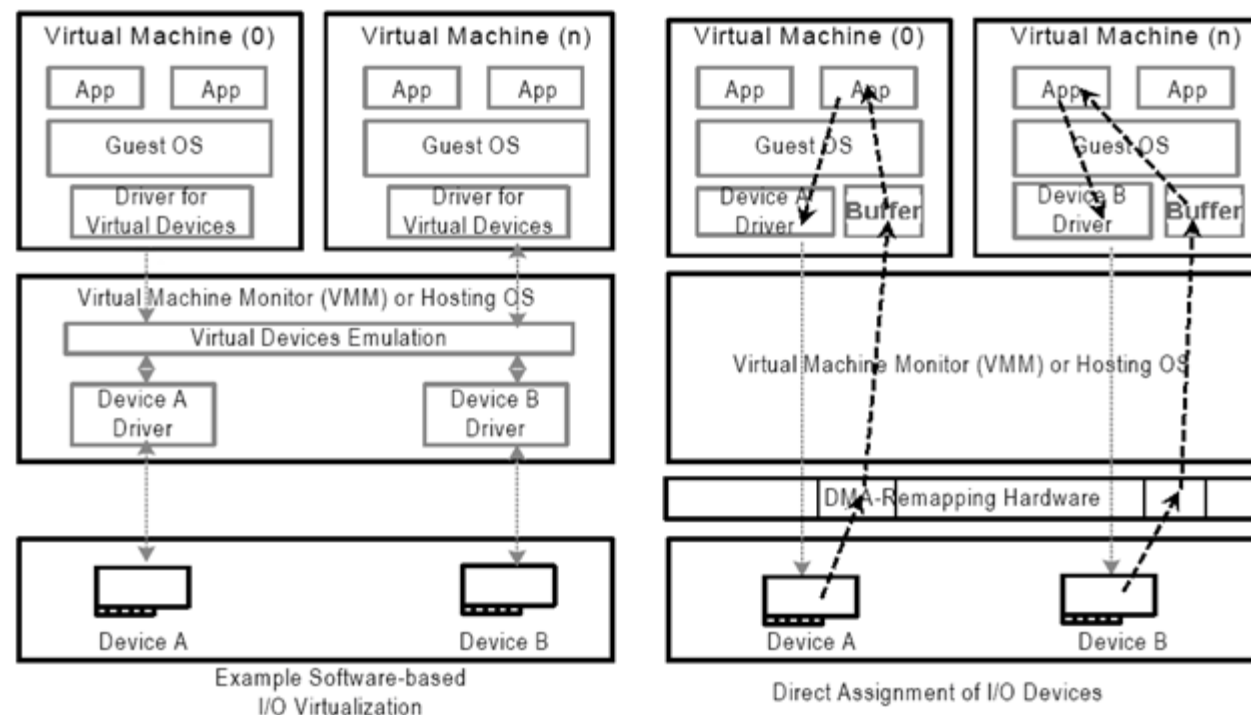 Virtual Machine (0)
App
App
Guest OS
Driver for
Virtual Devices
Virtual Machine (n)
App
App
Guest OS
Driver for
Virtual Devices
Virtual Machine Monitor (VMM) or Hosting OS
Virtual Devices Emulation
Device A
Driver
Device B
Driver
Device A
Device B
Example Software-based
I/O Virtualization
Virtual Machine (0)
App
App
Guest OS
Device A
Driver
Buffer
Virtual Machine (n)
App
App
Guest OS
Device B
Driver
Buffer
Virtual Machine Monitor (VMM) or Hosting OS
DMA-Remapping Hardware
Device A
Device B
Direct Assignment of I/O Devices